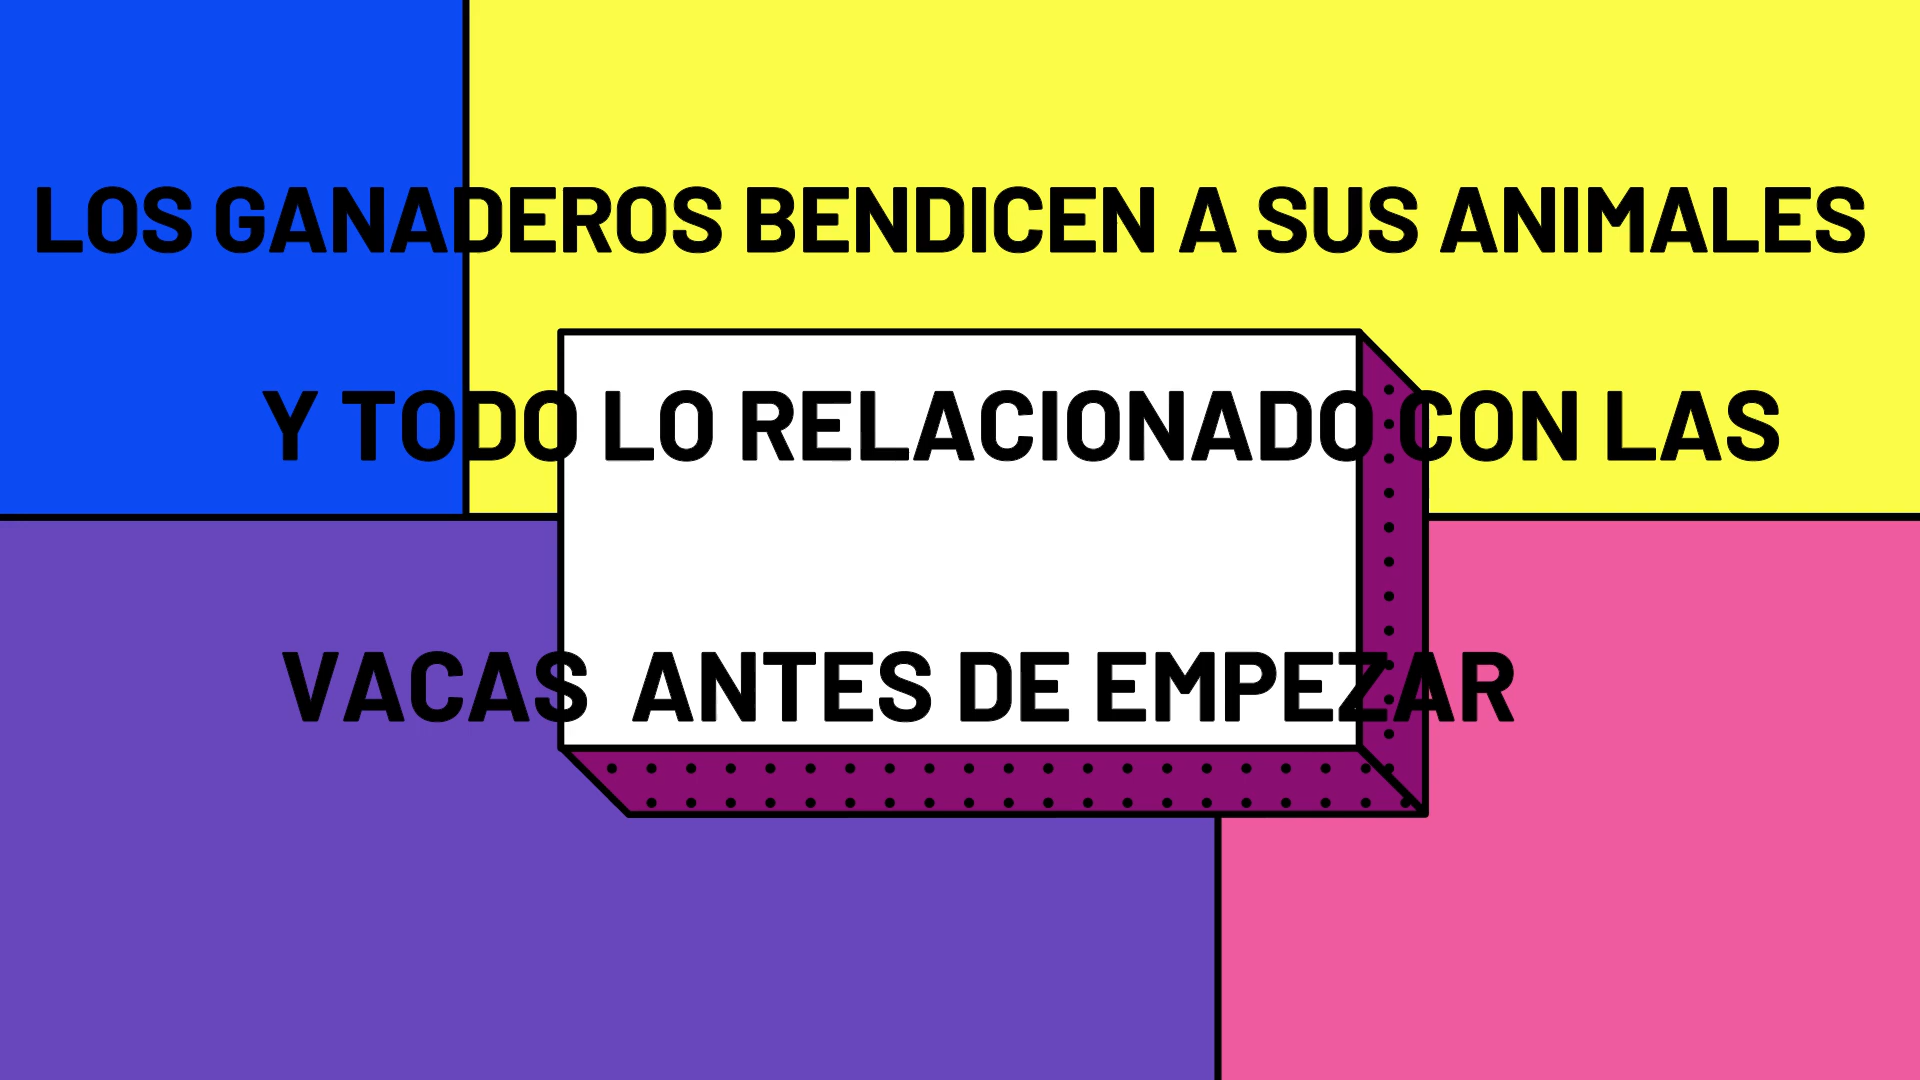 LOS GANADEROS BENDICEN A SUS ANIMALES
Y TODO LO RELACIONADO CON LAS
VACAS  ANTES DE EMPEZAR